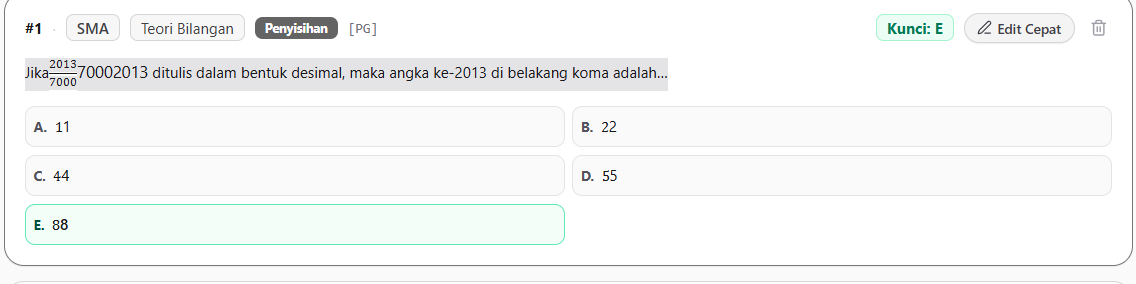 #1 · SMA Teori Bilangan Penyisihan [PG] Kunci: E Edit Cepat
Jika 2013/7000 70002013 ditulis dalam bentuk desimal, maka angka ke-2013 di belakang koma adalah...
A. 11 B. 22
C. 44 D. 55
E. 88